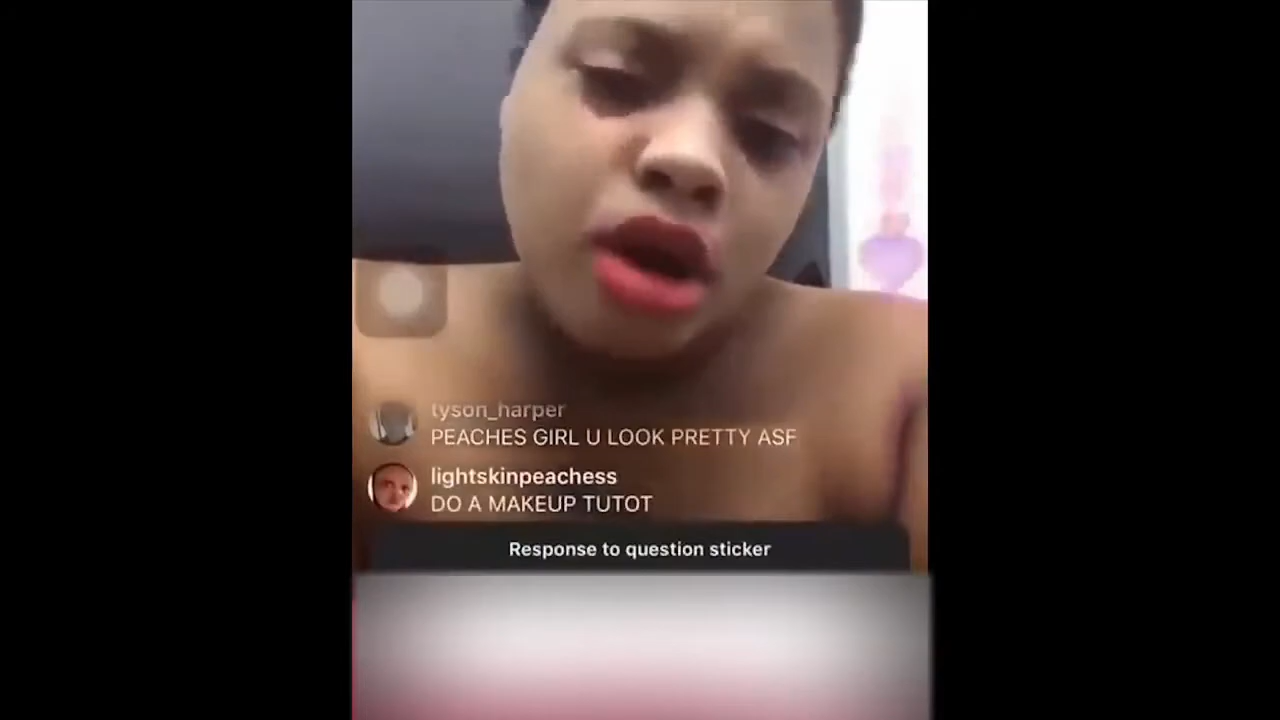 tyson_harper
PEACHES GIRL U LOOK PRETTY ASF
lightskinpeachess
DO A MAKEUP TUTOT
Response to question sticker